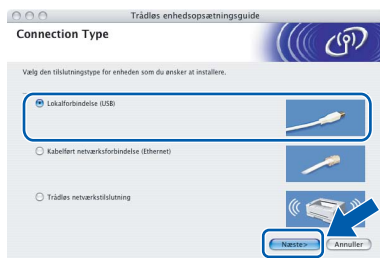 Trådløs enhedsopsætningsguide
Connection Type
Vælg den tilslutningstype for enheden som du ønsker at installere.
Lokalforbindelse (USB)
Kabelført netværksforbindelse (Ethernet)
Trådløs netværkstilslutning
Næste>
Annuller